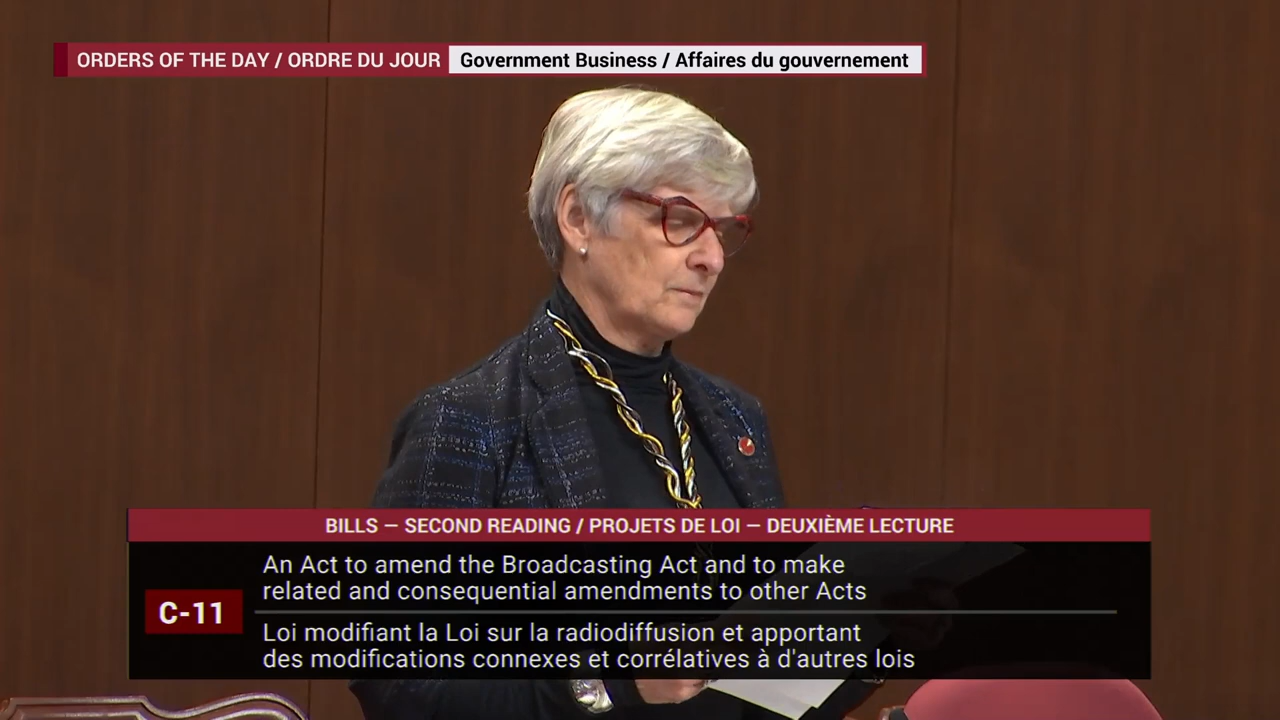 ORDERS OF THE DAY / ORDRE DU JOUR Government Business / Affaires du gouvernement
BILLS — SECOND READING / PROJETS DE LOI — DEUXIÈME LECTURE
C-11
An Act to amend the Broadcasting Act and to make
related and consequential amendments to other Acts
Loi modifiant la Loi sur la radiodiffusion et apportant
des modifications connexes et corrélatives à d'autres lois